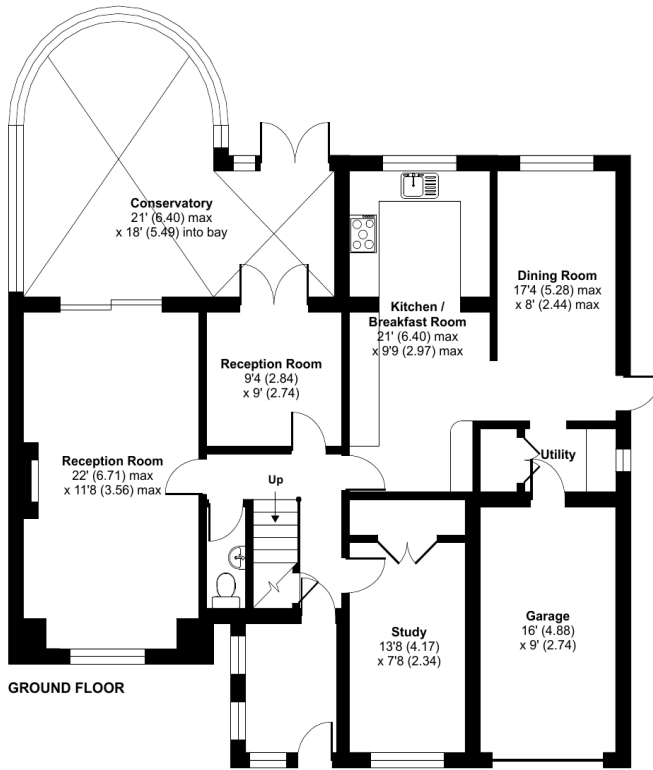 Conservatory
21' (6.40) max
x 18' (5.49) into bay
Kitchen /
Breakfast Room
21' (6.40) max
x 9'9 (2.97) max
Dining Room
17'4 (5.28) max
x 8' (2.44) max
Reception Room
9'4 (2.84)
x 9' (2.74)
Reception Room
22' (6.71) max
x 11'8 (3.56) max
Up
Utility
Study
13'8 (4.17)
x 7'8 (2.34)
Garage
16' (4.88)
x 9' (2.74)
GROUND FLOOR